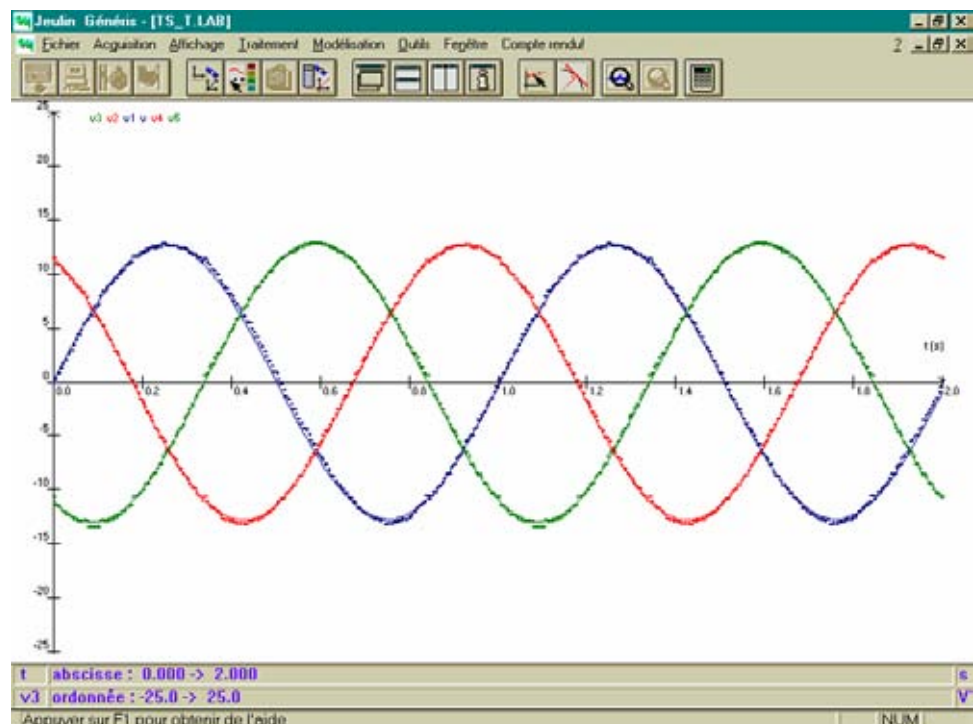 Jeulin Généris - [TS_T.LAB]
Fichier Acquisition Affichage Traitement Modélisation Outils Fenêtre Compte rendu! ?
25
v3 v2 v1 v v4 v5
20
15
10
5
t(s)
0
0.0 0.2 0.4 0.6 0.8 1.0 1.2 1.4 1.6 1.8 2.0
-5
-10
-15
-20
-25
t abscisse : 0.000 -> 2.000 s
v3 ordonnée : -25.0 -> 25.0 V
Appuyer sur F1 pour obtenir de l'aide NUM